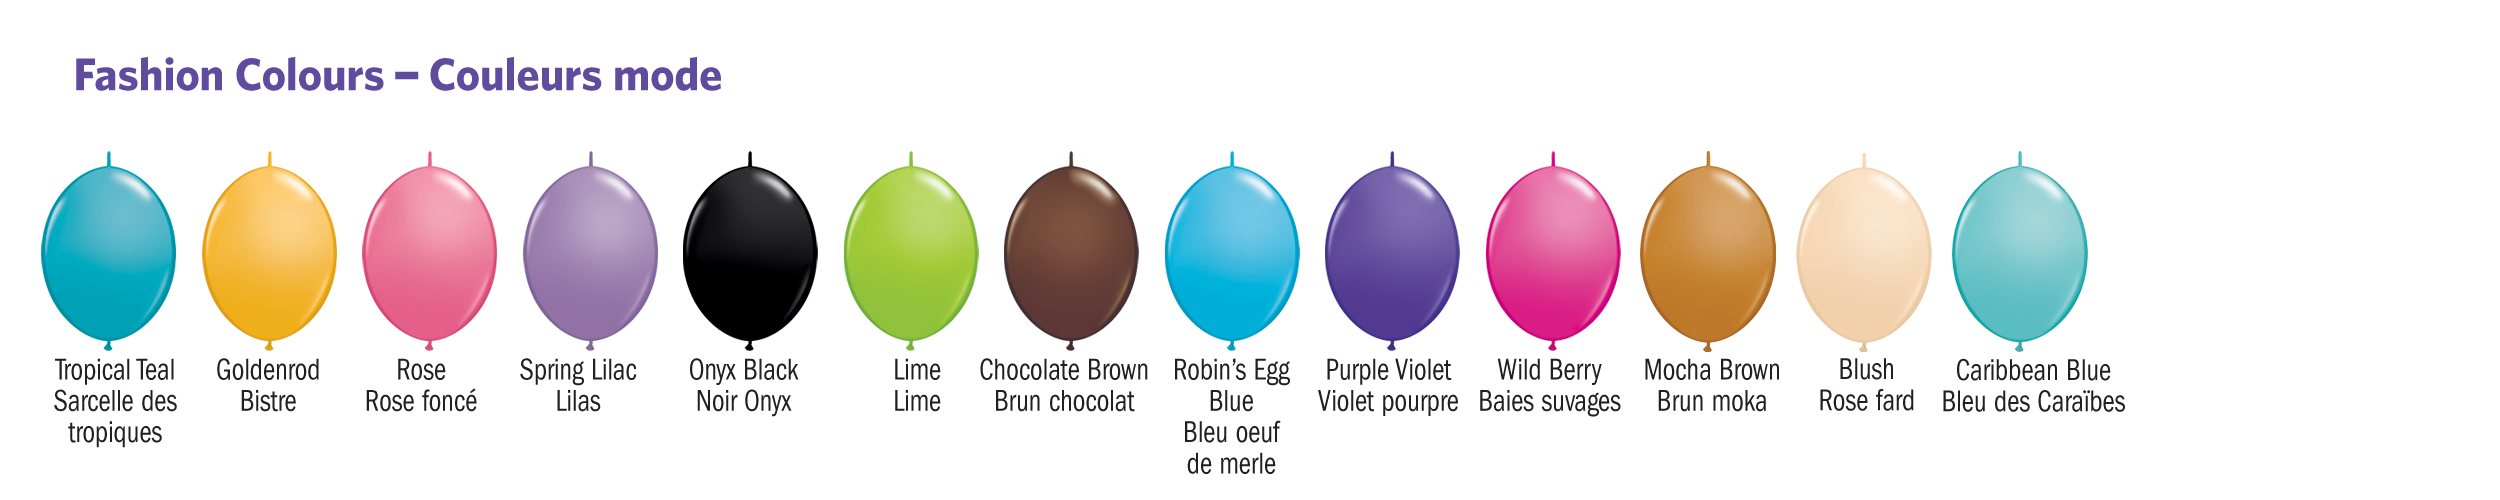 Fashion Colours – Couleurs mode
Tropical Teal
Sarcelle des
tropiques
Goldenrod
Bistre
Rose
Rose foncé
Spring Lilac
Lilas
Onyx Black
Noir Onyx
Lime
Lime
Chocolate Brown
Brun chocolat
Robin’s Egg
Blue
Bleu oeuf
de merle
Purple Violet
Violet pourpre
Wild Berry
Baies suvages
Mocha Brown
Brun moka
Blush
Rose fard
Caribbean Blue
Bleu des Caraïbes